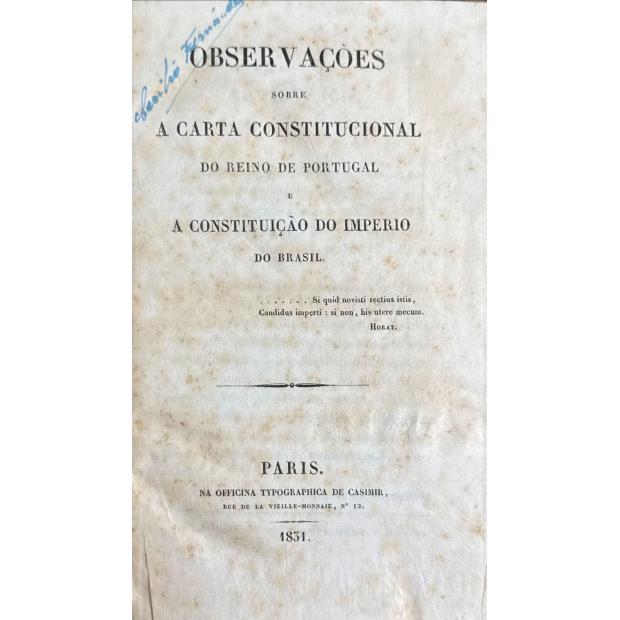 OBSERVAÇÕES
SOBRE
A CARTA CONSTITUCIONAL
DO REINO DE PORTUGAL
E
A CONSTITUIÇÃO DO IMPERIO
DO BRASIL.
....... Si quid novisti rectius istis,
Candidus imperti : si non, his utere mecum.
HORAT.
PARIS.
NA OFFICINA TYPOGRAPHICA DE CASIMIR,
RUE DE LA VIEILLE-MONNAIE, Nº 12.
1831.